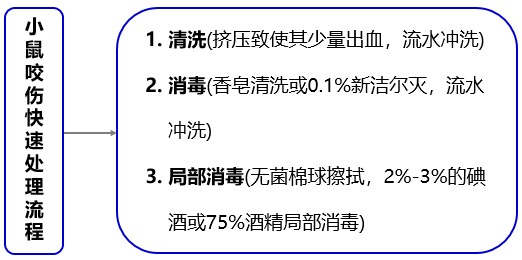 小鼠咬伤快速处理流程
1. 清洗(挤压致使其少量出血，流水冲洗)
2. 消毒(香皂清洗或0.1%新洁尔灭，流水
冲洗)
3. 局部消毒(无菌棉球擦拭，2%-3%的碘
酒或75%酒精局部消毒)